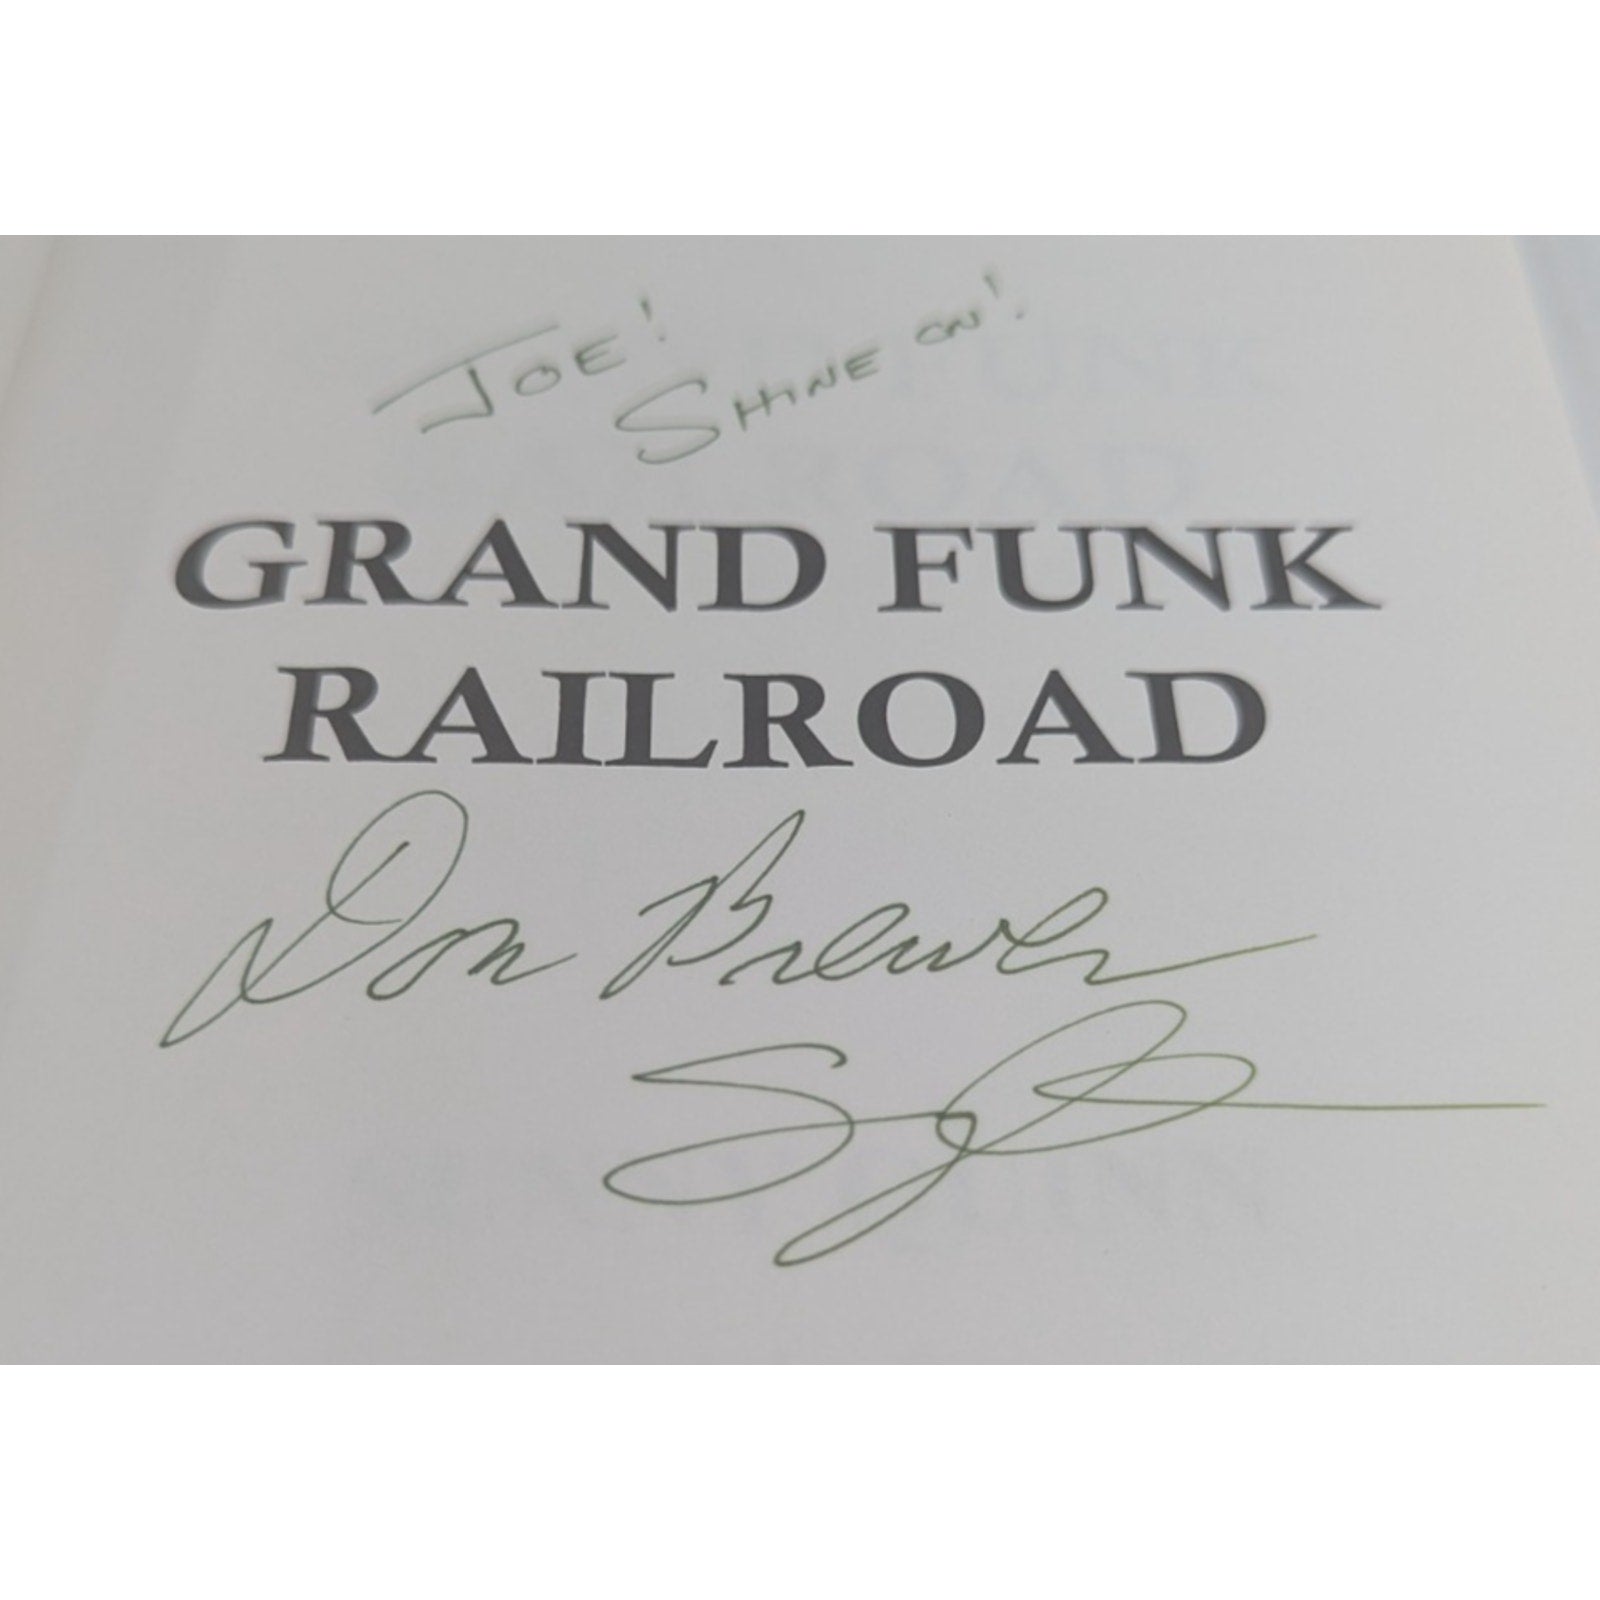 JOE!
SHINE ON!
GRAND FUNK
RAILROAD
Don Brewer